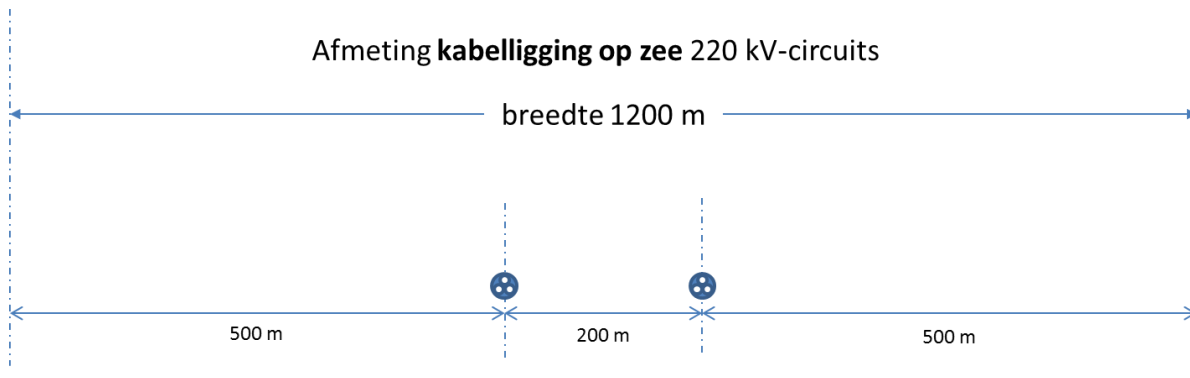 Afmeting kabelligging op zee 220 kV-circuits
breedte 1200 m
500 m
200 m
500 m